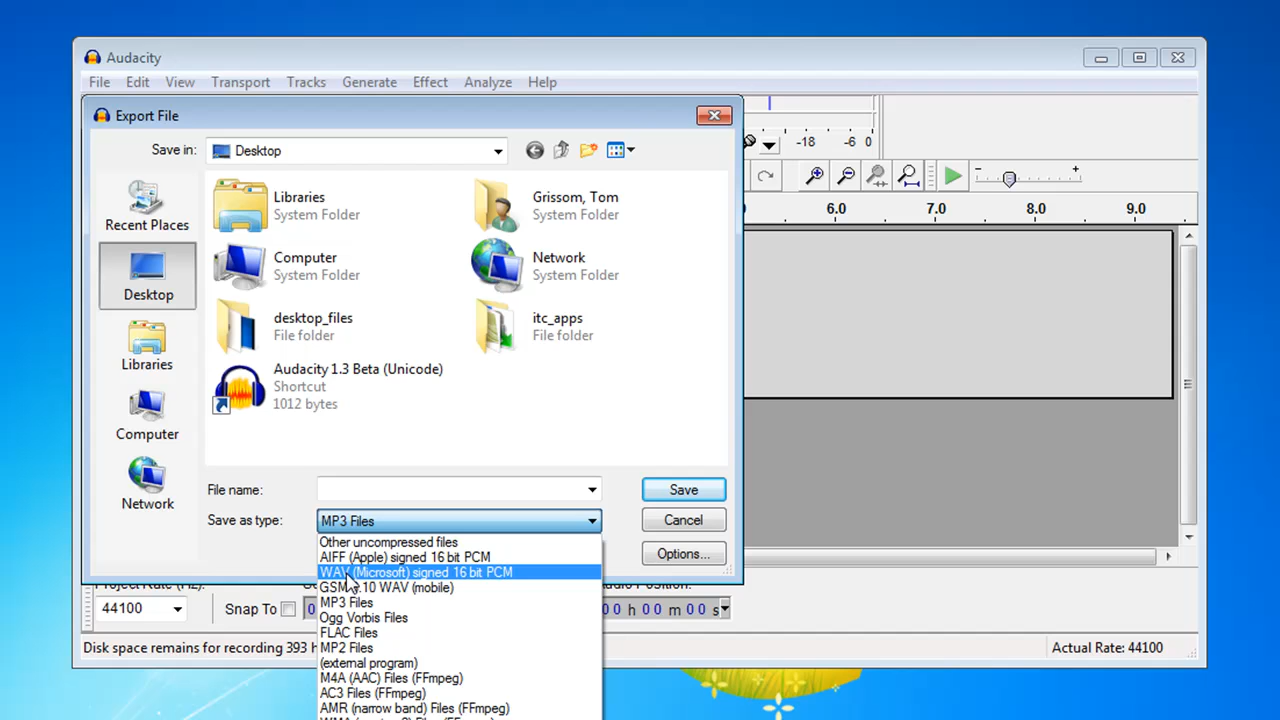 Audacity
File Edit View Transport Tracks Generate Effect Analyze Help
Export File
Save in: Desktop
-18 -6 0
- +
6.0 7.0 8.0 9.0
Recent Places
Desktop
Libraries
Computer
Network
Libraries
System Folder
Grissom, Tom
System Folder
Computer
System Folder
Network
System Folder
desktop_files
File folder
itc_apps
File folder
Audacity 1.3 Beta (Unicode)
Shortcut
1012 bytes
File name: Save
Save as type: MP3 Files Cancel
Options...
Other uncompressed files
AIFF (Apple) signed 16 bit PCM
WAV (Microsoft) signed 16 bit PCM
GSM 6.10 WAV (mobile)
MP3 Files
Ogg Vorbis Files
FLAC Files
MP2 Files
(external program)
M4A (AAC) Files (FFmpeg)
AC3 Files (FFmpeg)
AMR (narrow band) Files (FFmpeg)
44100 Snap To 00 h 00 m 00 s
Disk space remains for recording 393 h
Actual Rate: 44100